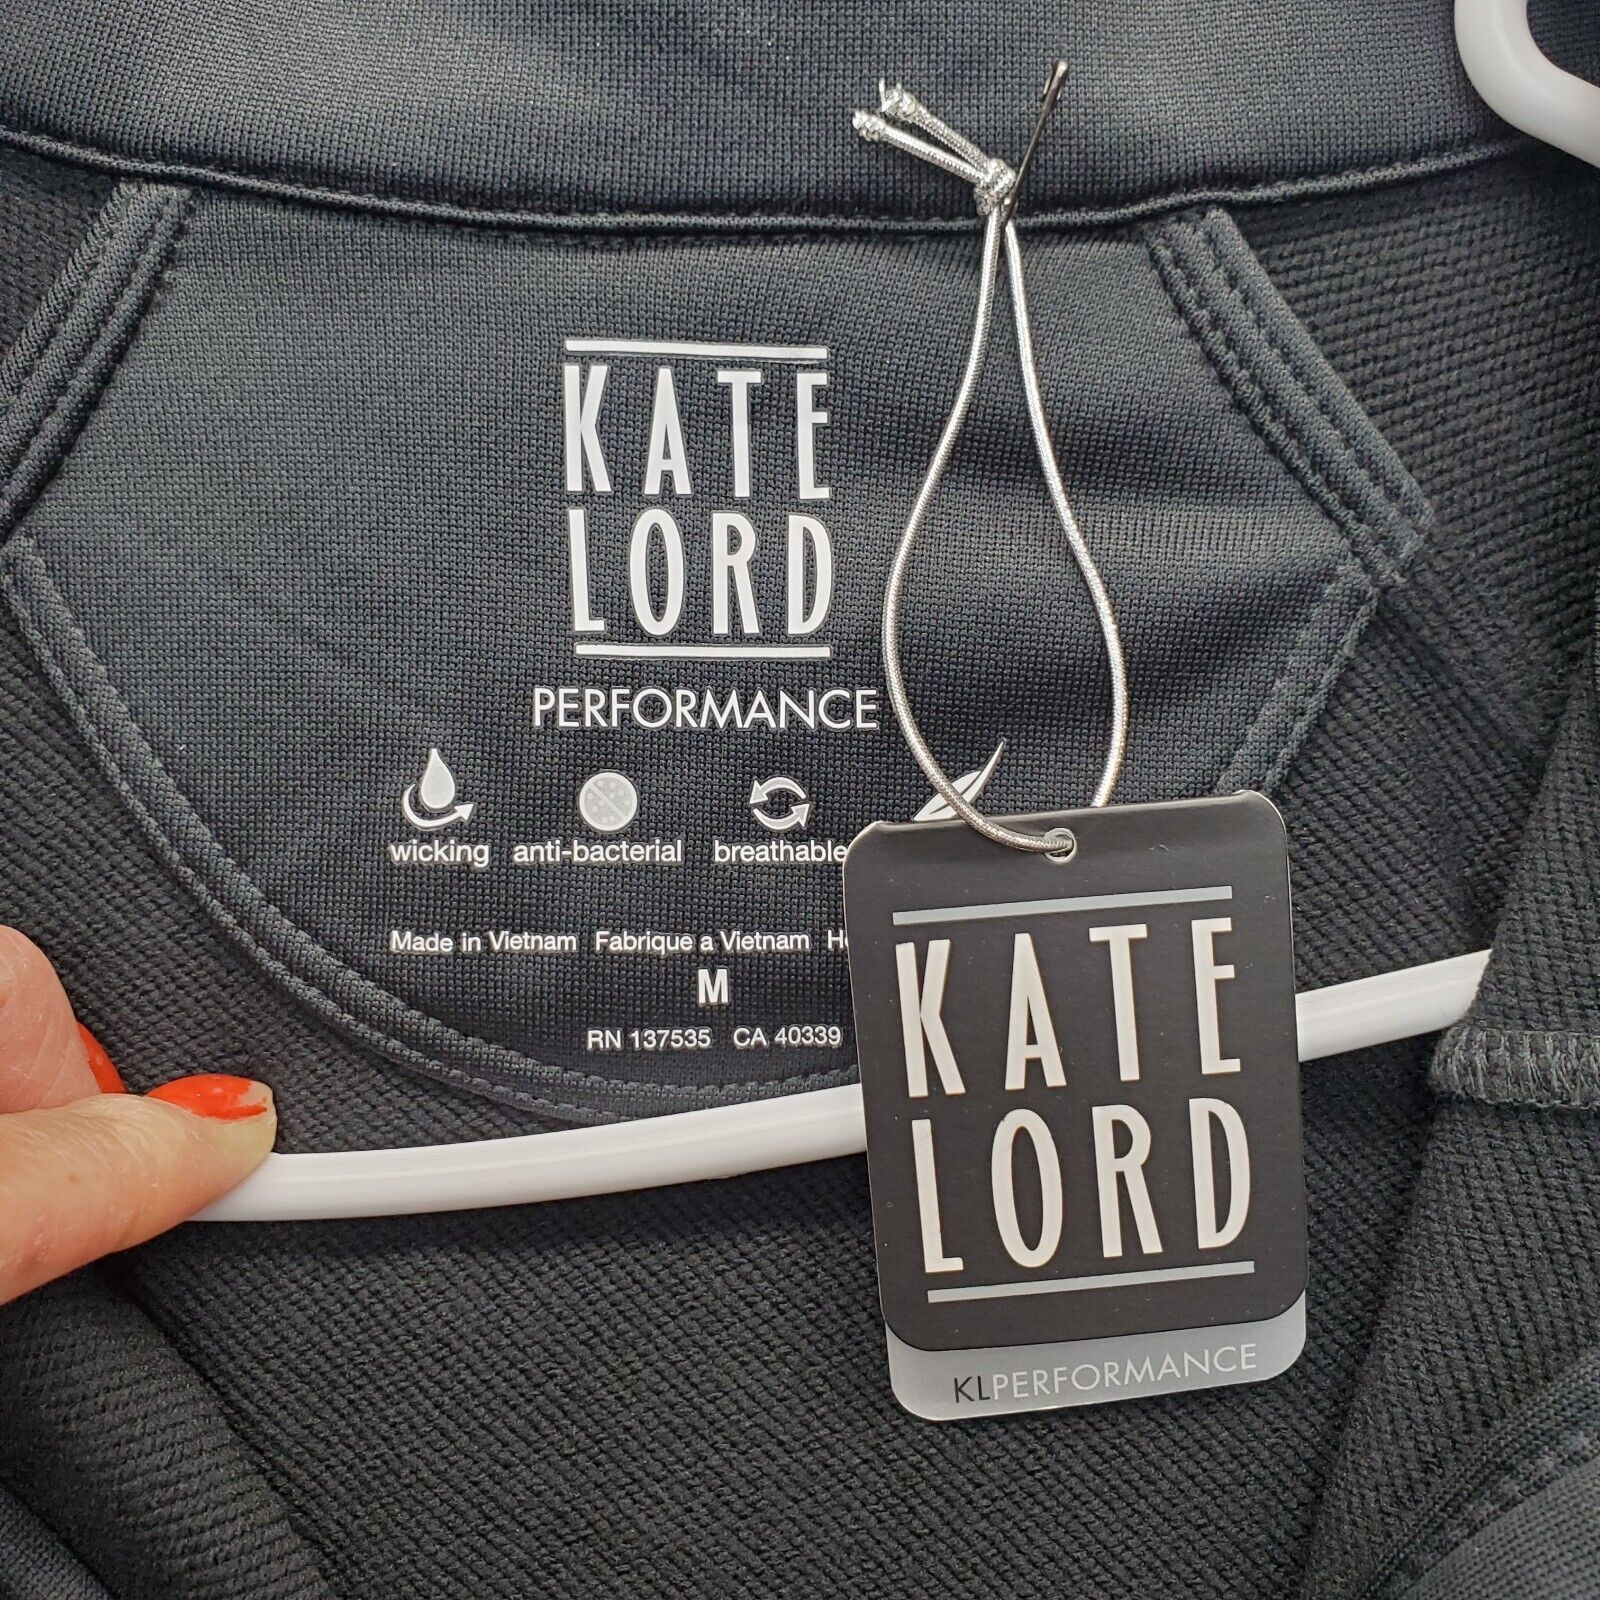 KATE
LORD
PERFORMANCE
wicking anti-bacterial breathable
Made in Vietnam Fabrique a Vietnam
M
RN 137535 CA 40339
KATE
LORD
KLPERFORMANCE